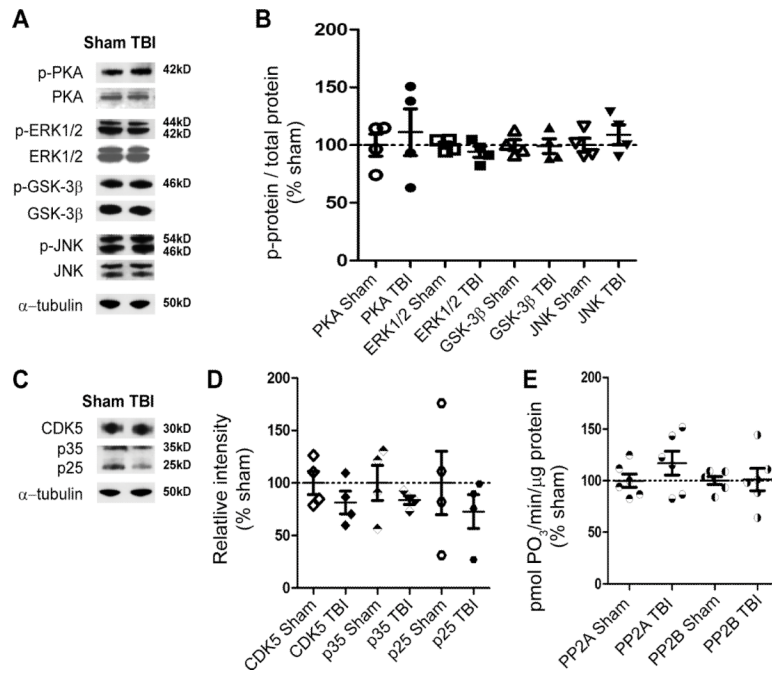 A
Sham TBI
p-PKA 42kD
PKA
p-ERK1/2 44kD
42kD
ERK1/2
p-GSK-3β 46kD
GSK-3β
p-JNK 54kD
46kD
JNK
α-tubulin 50kD
B
p-protein / total protein
(% sham)
200
150
100
50
0
PKA Sham
PKA TBI
ERK1/2 Sham
ERK1/2 TBI
GSK-3β Sham
GSK-3β TBI
JNK Sham
JNK TBI
C
Sham TBI
CDK5 30kD
p35 35kD
p25 25kD
α-tubulin 50kD
D
Relative intensity
(% sham)
200
150
100
50
0
CDK5 Sham
CDK5 TBI
p35 Sham
p35 TBI
p25 Sham
p25 TBI
E
pmol PO3/min/μg protein
(% sham)
200
150
100
50
0
PP2A Sham
PP2A TBI
PP2B Sham
PP2B TBI